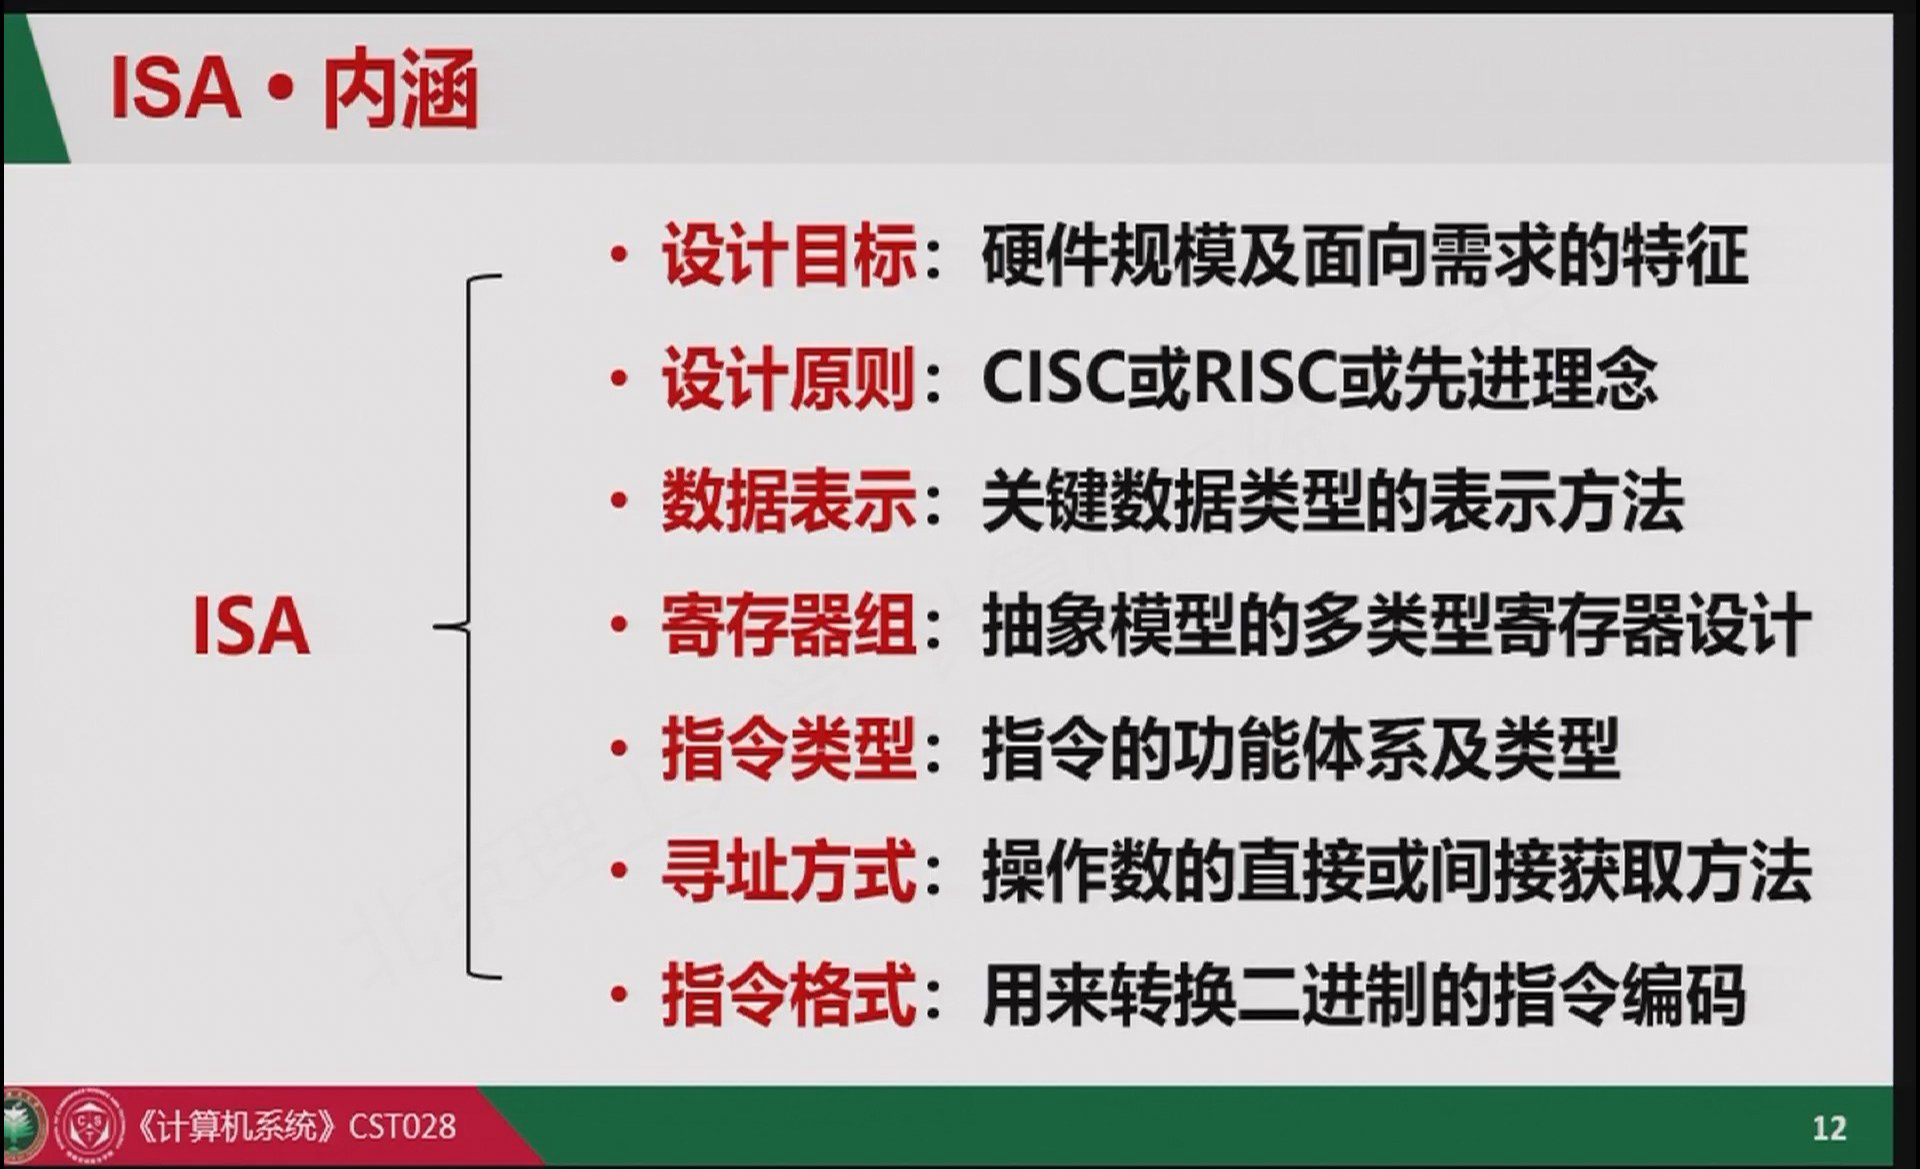 ISA • 内涵
• 设计目标：硬件规模及面向需求的特征
• 设计原则：CISC或RISC或先进理念
• 数据表示：关键数据类型的表示方法
ISA
• 寄存器组：抽象模型的多类型寄存器设计
• 指令类型：指令的功能体系及类型
• 寻址方式：操作数的直接或间接获取方法
• 指令格式：用来转换二进制的指令编码
《计算机系统》CST028
12